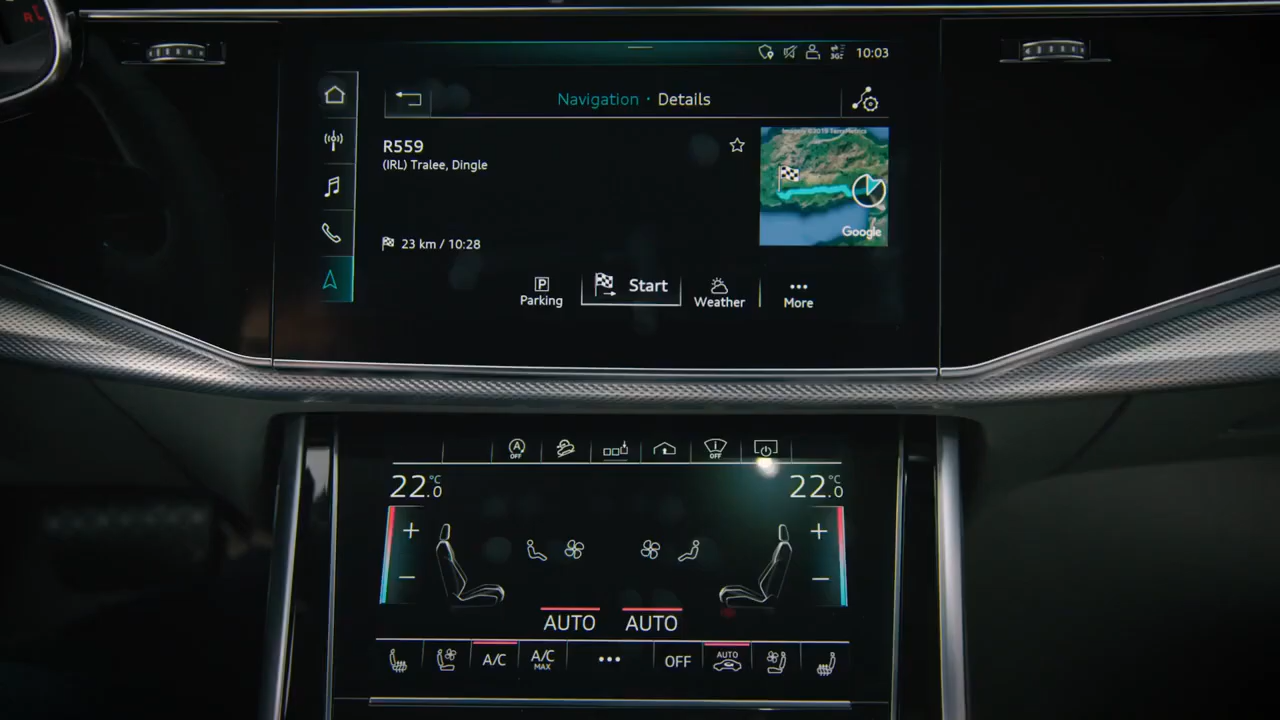 3G
10:03
Navigation · Details
R559
(IRL) Tralee, Dingle
Google
23 km / 10:28
P
Parking
Start
Weather
More
A
OFF
OFF
22.0 °C
22.0 °C
+
+
−
−
AUTO
AUTO
A/C
A/C
MAX
OFF
AUTO